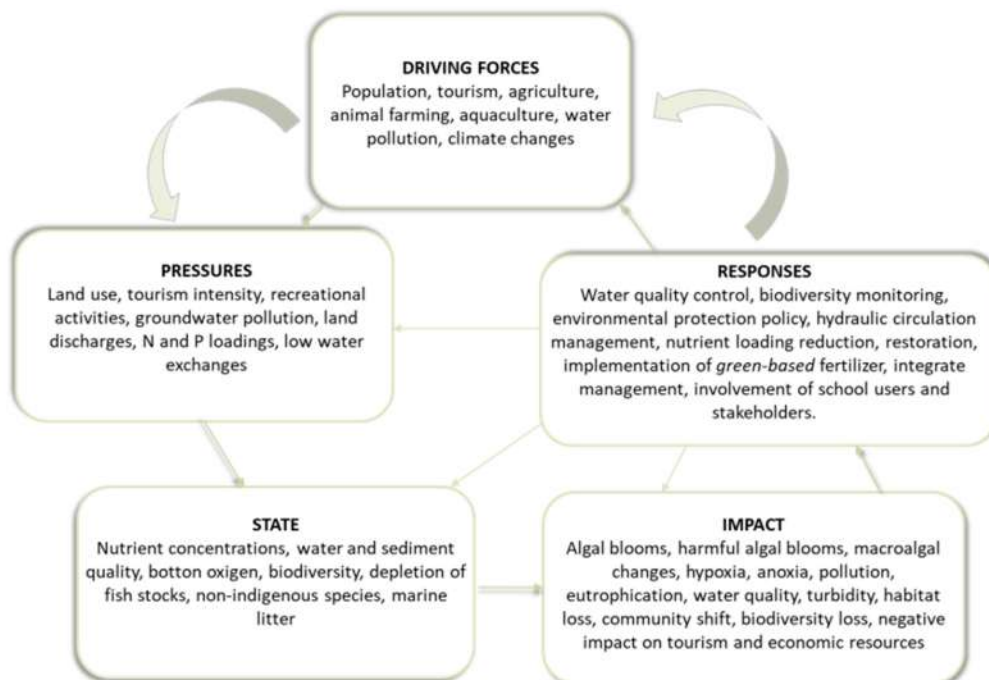 DRIVING FORCES
Population, tourism, agriculture,
animal farming, aquaculture, water
pollution, climate changes
PRESSURES
Land use, tourism intensity, recreational
activities, groundwater pollution, land
discharges, N and P loadings, low water
exchanges
RESPONSES
Water quality control, biodiversity monitoring,
environmental protection policy, hydraulic circulation
management, nutrient loading reduction, restoration,
implementation of green-based fertilizer, integrate
management, involvement of school users and
stakeholders.
STATE
Nutrient concentrations, water and sediment
quality, botton oxigen, biodiversity, depletion of
fish stocks, non-indigenous species, marine
litter
IMPACT
Algal blooms, harmful algal blooms, macroalgal
changes, hypoxia, anoxia, pollution,
eutrophication, water quality, turbidity, habitat
loss, community shift, biodiversity loss, negative
impact on tourism and economic resources